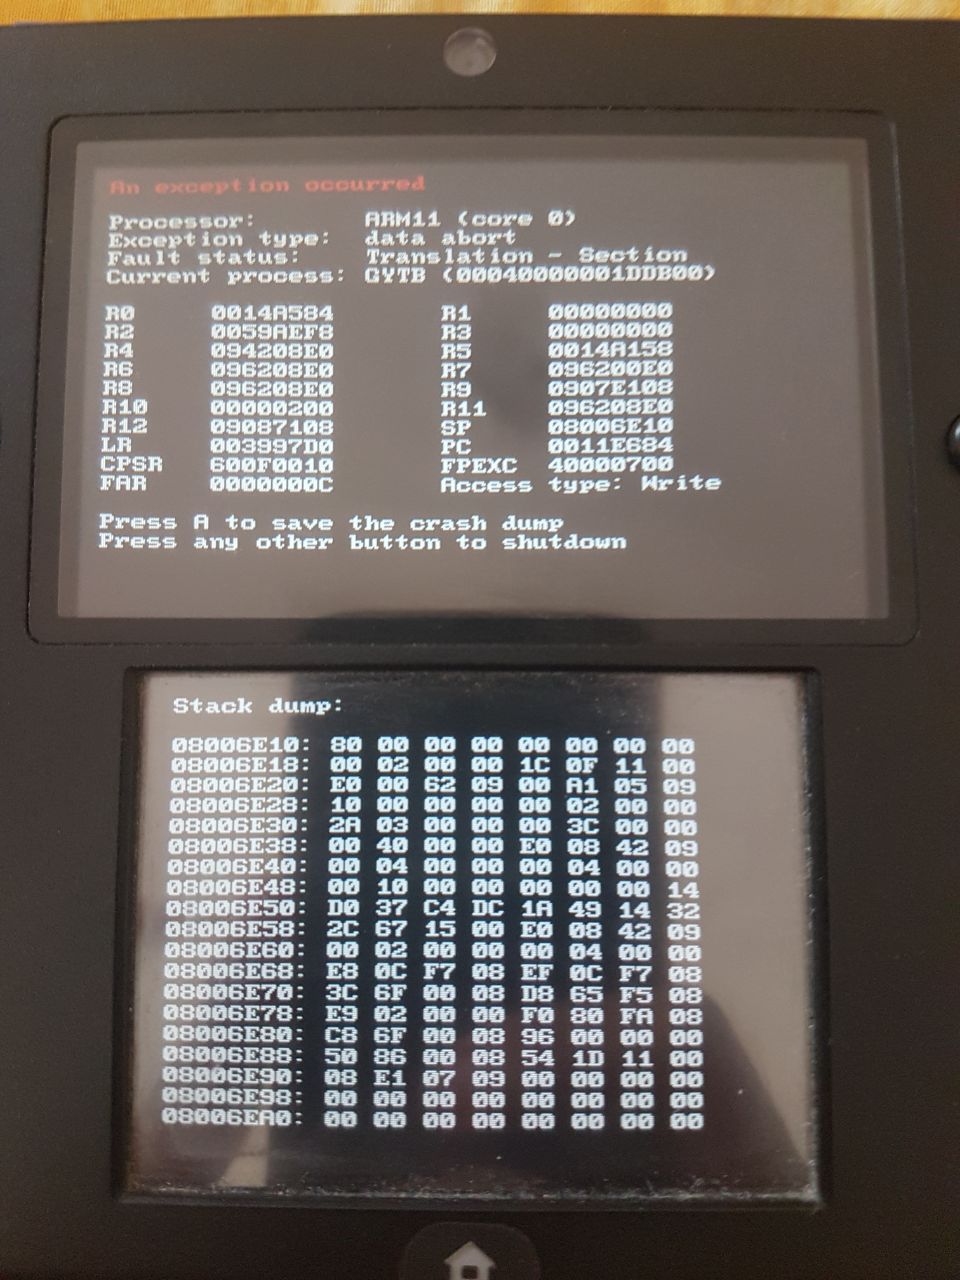 An exception occurred
Processor: ARM11 (core 0)
Exception type: data abort
Fault status: Translation - Section
Current process: GYTB (00040000001DDB00)
R0 0014A584 R1 00000000
R2 0059AEF8 R3 00000000
R4 094208E0 R5 0014A158
R6 096208E0 R7 096200E0
R8 096208E0 R9 0907E108
R10 00000200 R11 096208E0
R12 09087108 SP 08006E10
LR 003997D0 PC 0011E684
CPSR 600F0010 FPEXC 40000700
FAR 0000000C Access type: Write
Press A to save the crash dump
Press any other button to shutdown
Stack dump:
08006E10: 80 00 00 00 00 00 00 00
08006E18: 00 02 00 00 1C 0F 11 00
08006E20: E0 00 62 09 00 A1 05 09
08006E28: 10 00 00 00 00 02 00 00
08006E30: 2A 03 00 00 00 3C 00 00
08006E38: 00 40 00 00 E0 08 42 09
08006E40: 00 04 00 00 00 04 00 00
08006E48: 00 10 00 00 00 00 00 14
08006E50: D0 37 C4 DC 1A 49 14 32
08006E58: 2C 67 15 00 E0 08 42 09
08006E60: 00 02 00 00 00 04 00 00
08006E68: E8 0C F7 08 EF 0C F7 08
08006E70: 3C 6F 00 08 D8 65 F5 08
08006E78: E9 02 00 00 F0 80 FA 08
08006E80: C8 6F 00 08 96 00 00 00
08006E88: 50 86 00 08 54 1D 11 00
08006E90: 08 E1 07 09 00 00 00 00
08006E98: 00 00 00 00 00 00 00 00
08006EA0: 00 00 00 00 00 00 00 00